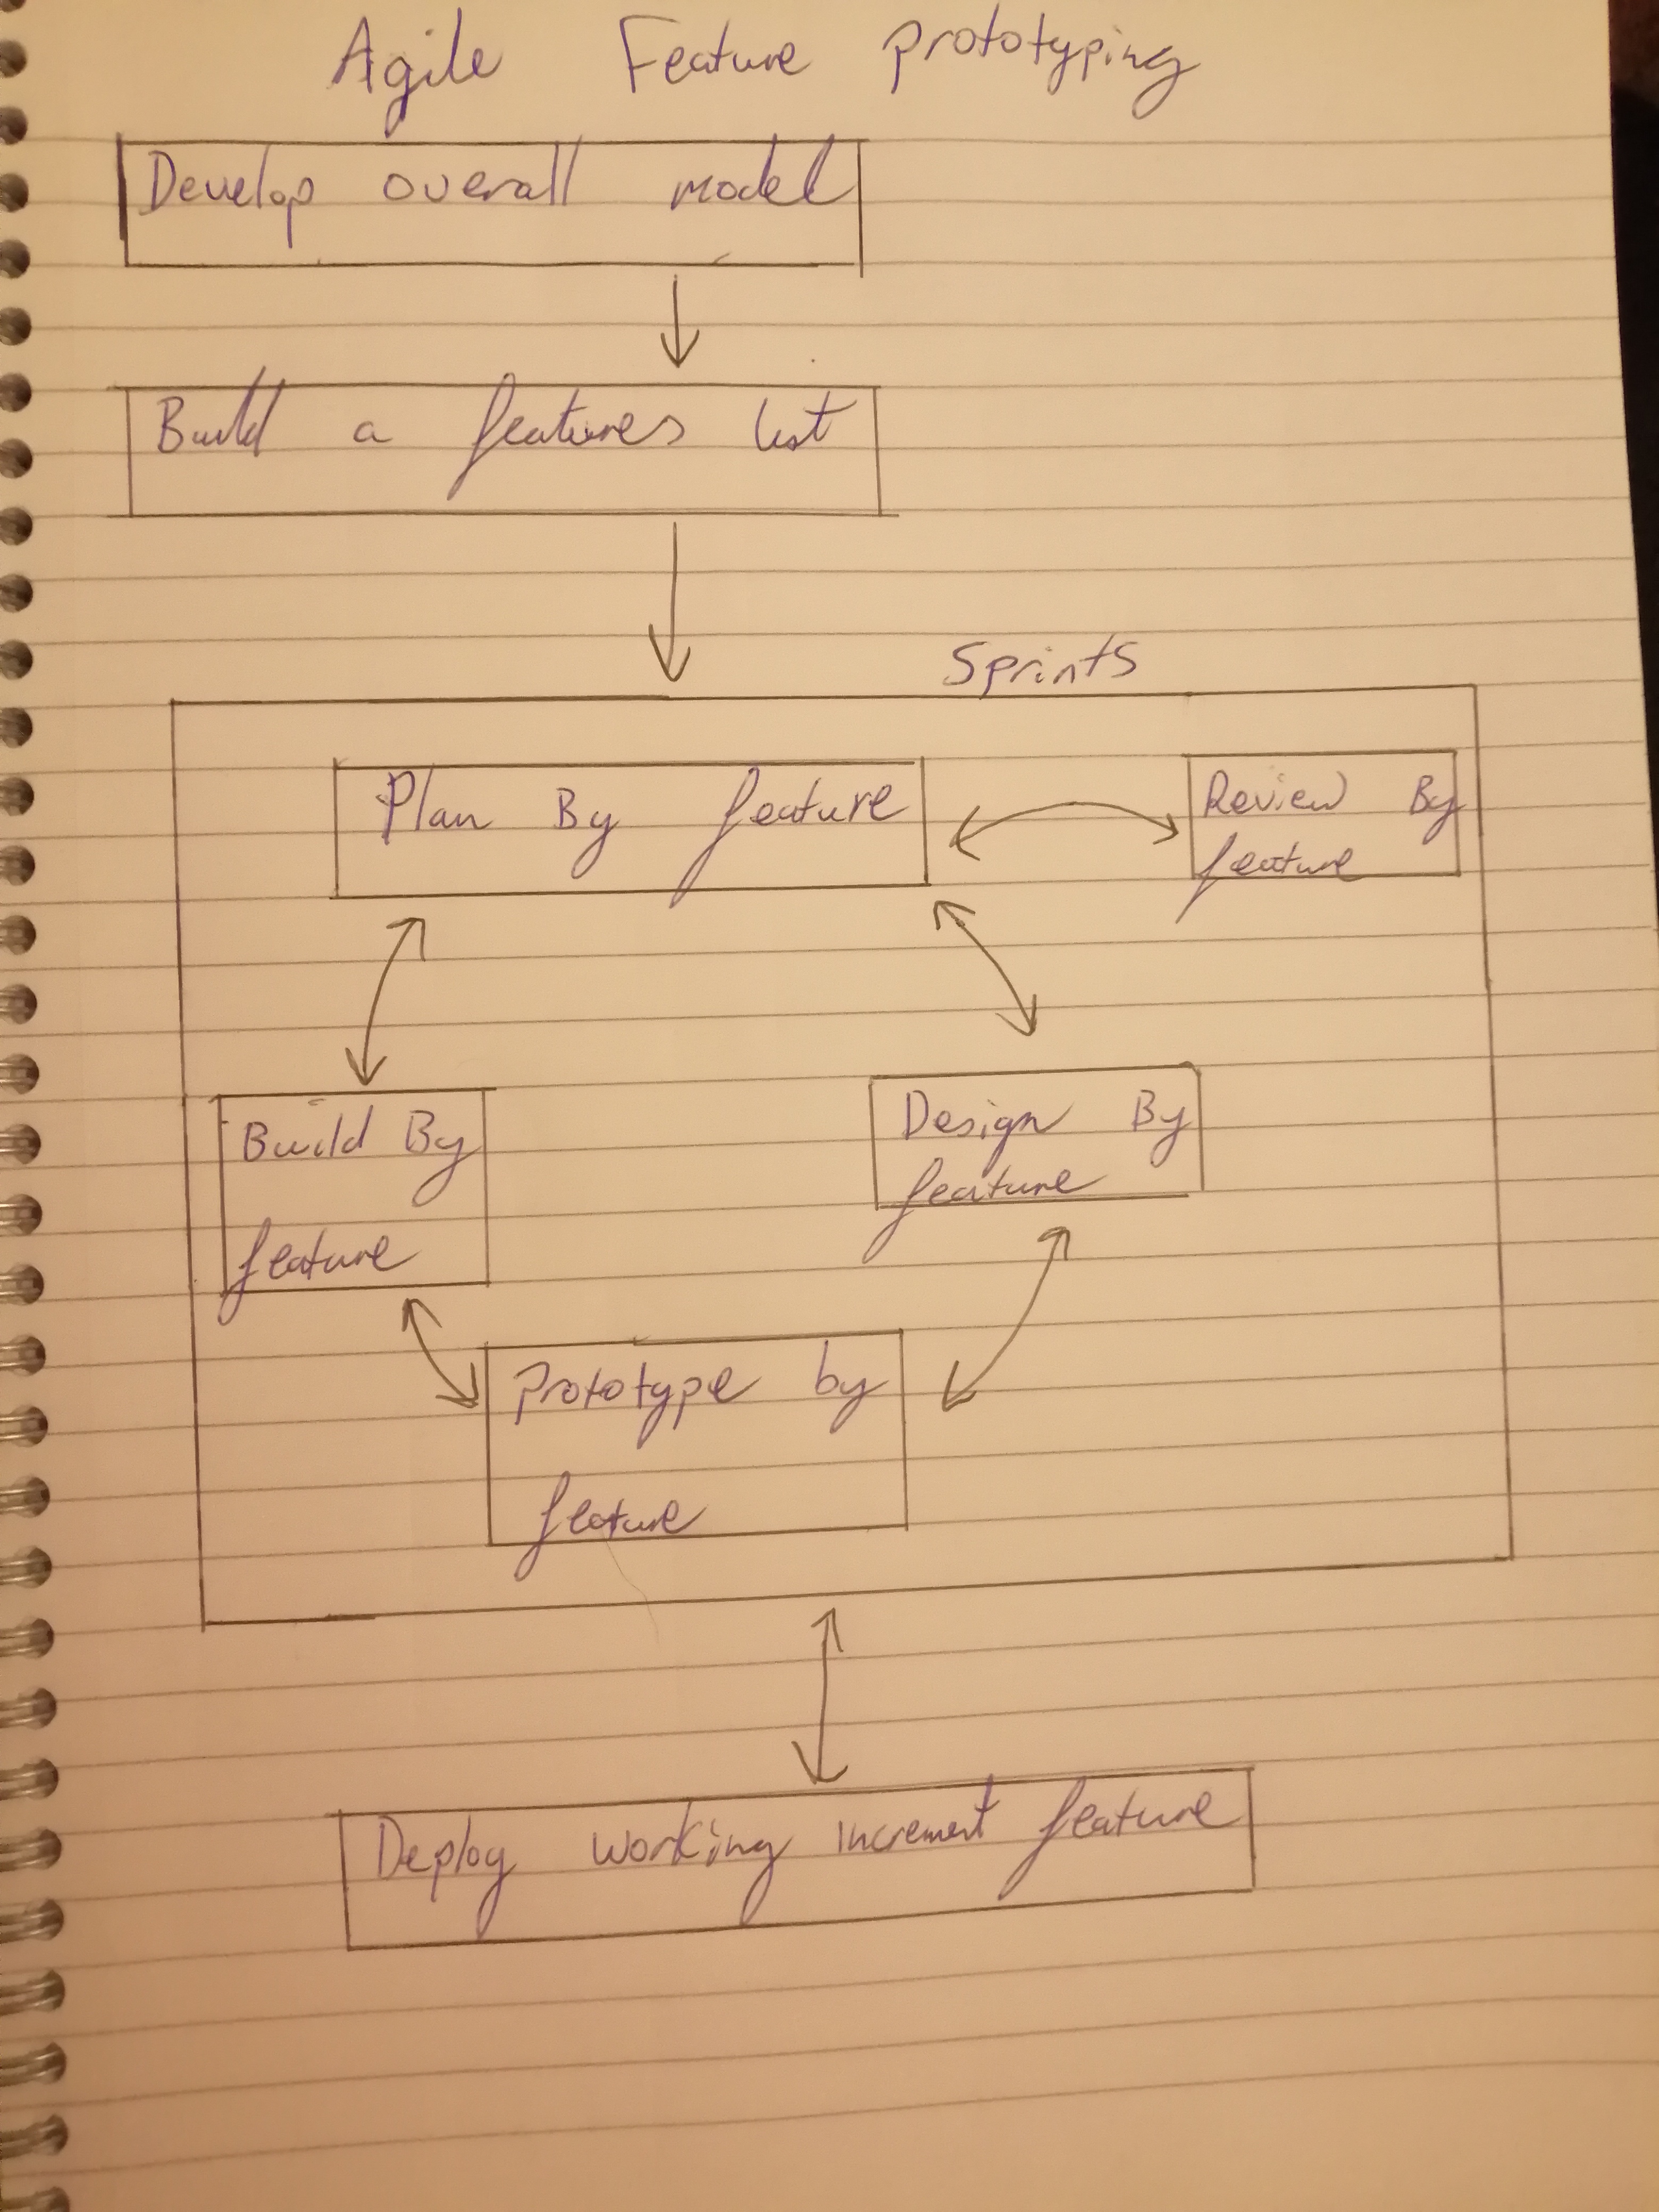 Agile Feature prototyping
Develop overall model
Build a features list
Sprints
Plan By feature
Review By
feature
Build By
feature
Design By
feature
prototype by
feature
Deploy working increment feature